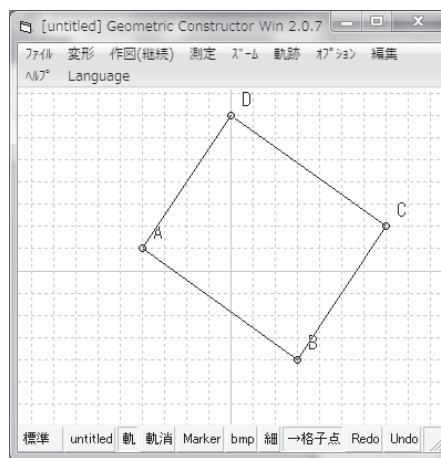 [untitled] Geometric Constructor Win 2.0.7
ﾌｧｲﾙ 変形 作図(継続) 測定 ｽﾞｰﾑ 軌跡 ｵﾌﾟｼｮﾝ 編集
ﾍﾙﾌﾟ Language
D
C
A
B
標準 untitled 軌 軌消 Marker bmp 細 →格子点 Redo Undo